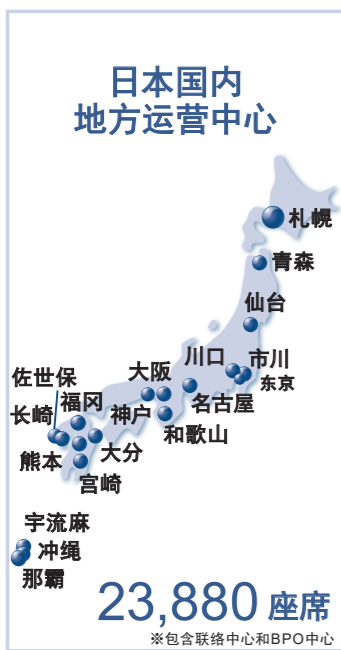 日本国内
地方运营中心
札幌
青森
仙台
川口
市川
东京
大阪
名古屋
佐世保
福冈
长崎
神户
和歌山
大分
熊本
宫崎
宇流麻
冲绳
那霸
23,880 座席
※包含联络中心和BPO中心